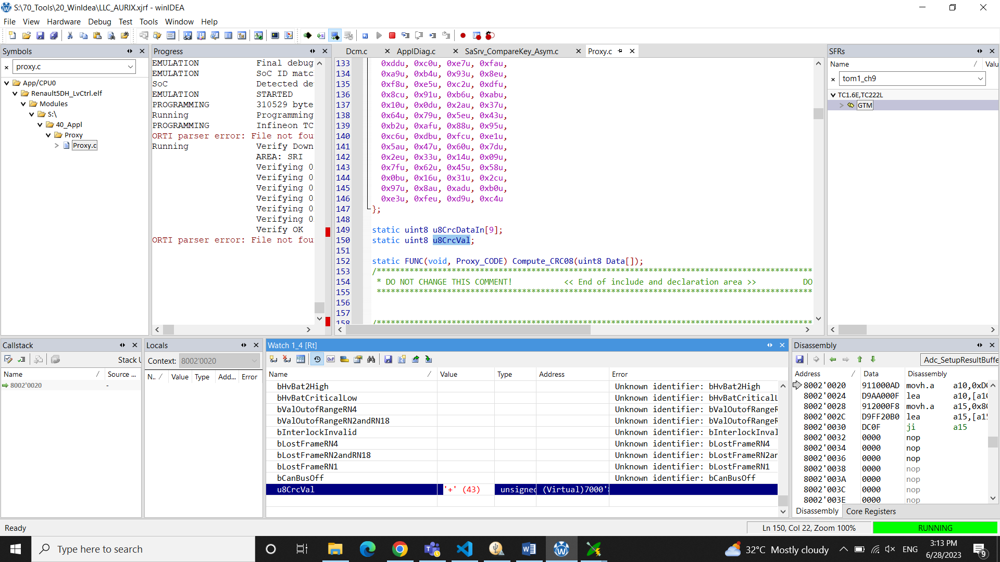 S:\70_Tools\20_WinIdea\LLC_AURIX.xjrf - winIDEA
File View Hardware Debug Test Tools Window Help
Symbols
proxy.c
App/CPU0
Renault5DH_LvCtrl.elf
Modules
S:\
40_Appl
Proxy
Proxy.c
Progress
EMULATION Final debug
EMULATION SoC ID matc
SoC Detected de
EMULATION STARTED
PROGRAMMING 310529 byte
Running Programming
PROGRAMMING Infineon TC
ORTI parser error: File not fou
Running Verify Down
AREA: SRI
Verifying 0
Verifying 0
Verifying 0
Verifying 0
Verifying 0
Verifying 0
Verify OK
ORTI parser error: File not fou
Dcm.c ApplDiag.c SaSrv_CompareKey_Asym.c Proxy.c
133 0xddu, 0xc0u, 0xe7u, 0xfau,
134 0xa9u, 0xb4u, 0x93u, 0x8eu,
135 0xf8u, 0xe5u, 0xc2u, 0xdfu,
136 0x8cu, 0x91u, 0xb6u, 0xabu,
137 0x10u, 0x0du, 0x2au, 0x37u,
138 0x64u, 0x79u, 0x5eu, 0x43u,
139 0xb2u, 0xafu, 0x88u, 0x95u,
140 0xc6u, 0xdbu, 0xfcu, 0xe1u,
141 0x5au, 0x47u, 0x60u, 0x7du,
142 0x2eu, 0x33u, 0x14u, 0x09u,
143 0x7fu, 0x62u, 0x45u, 0x58u,
144 0x0bu, 0x16u, 0x31u, 0x2cu,
145 0x97u, 0x8au, 0xadu, 0xb0u,
146 0xe3u, 0xfeu, 0xd9u, 0xc4u
147 };
148
149 static uint8 u8CrcDataIn[9];
150 static uint8 u8CrcVal;
151
152 static FUNC(void, Proxy_CODE) Compute_CRC08(uint8 Data[]);
153 /*********************************************************************************************
154 * DO NOT CHANGE THIS COMMENT! << End of include and declaration area >> DO
155 *********************************************************************************************
156
157
158 /*********************************************************************************************
SFRs
Name / Valu
tom1_ch9
TC1.6E,TC222L
GTM
Callstack
Stack U
Name / Source ...
8002'0020 -
Locals
Context: 8002'0020
N.. / Value Type Add... Error
Watch 1_4 [Rt]
Name / Value Type Address Error
bHvBat2High Unknown identifier: bHvBat2High
bHvBatCriticalLow Unknown identifier: bHvBatCriticalL
bValOutofRangeRN4 Unknown identifier: bValOutofRangeR
bValOutofRangeRN2andRN18 Unknown identifier: bValOutofRangeR
bInterlockInvalid Unknown identifier: bInterlockInval
bLostFrameRN4 Unknown identifier: bLostFrameRN4
bLostFrameRN2andRN18 Unknown identifier: bLostFrameRN2ar
bLostFrameRN1 Unknown identifier: bLostFrameRN1
bCanBusOff Unknown identifier: bCanBusOff
u8CrcVal '+' (43) unsigned (Virtual)7000'
Disassembly
Adc_SetupResultBuffe
Address / Data Disassembly
8002'0020 911000AD movh.a a10,0xD0
8002'0024 D9AA000F lea a10,[a10
8002'0028 912000F8 movh.a a15,0x80
8002'002C D9FF20B0 lea a15,[a15
8002'0030 DC0F ji a15
8002'0032 0000 nop
8002'0034 0000 nop
8002'0036 0000 nop
8002'0038 0000 nop
8002'003A 0000 nop
8002'003C 0000 nop
8002'003E 0000 nop
Disassembly Core Registers
Ready
Ln 150, Col 22, Zoom 100%
RUNNING
Type here to search
32°C Mostly cloudy
ENG
3:13 PM
6/28/2023
9